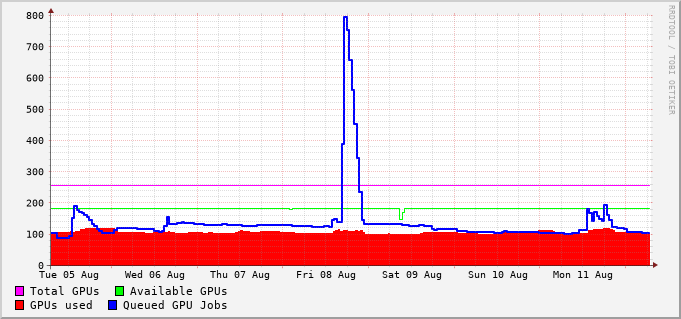 RRDTOOL / TOBI OETIKER
800
700
600
500
400
300
200
100
0
Tue 05 Aug Wed 06 Aug Thu 07 Aug Fri 08 Aug Sat 09 Aug Sun 10 Aug Mon 11 Aug
Total GPUs Available GPUs
GPUs used Queued GPU Jobs